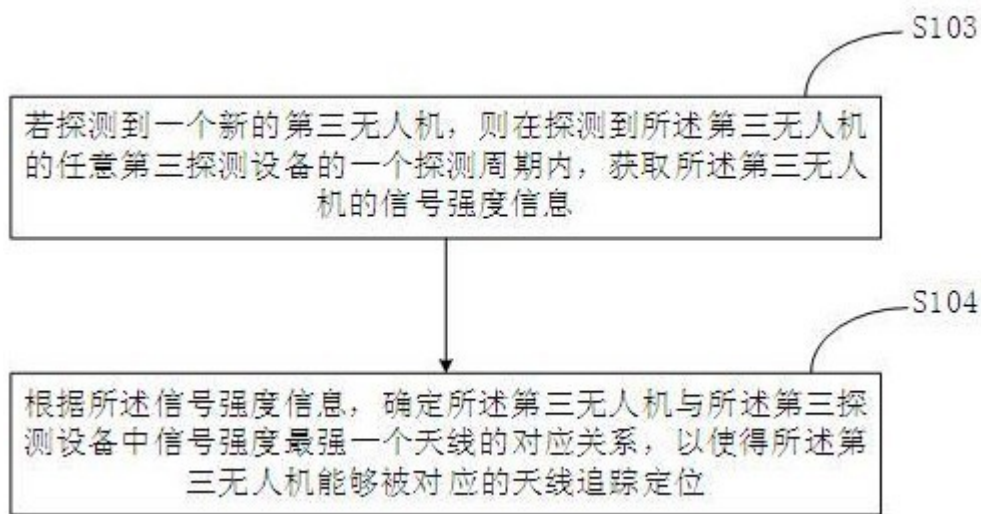 S103
若探测到一个新的第三无人机，则在探测到所述第三无人机
的任意第三探测设备的一个探测周期内，获取所述第三无人
机的信号强度信息
S104
根据所述信号强度信息，确定所述第三无人机与所述第三探
测设备中信号强度最强一个天线的对应关系，以使得所述第
三无人机能够被对应的天线追踪定位